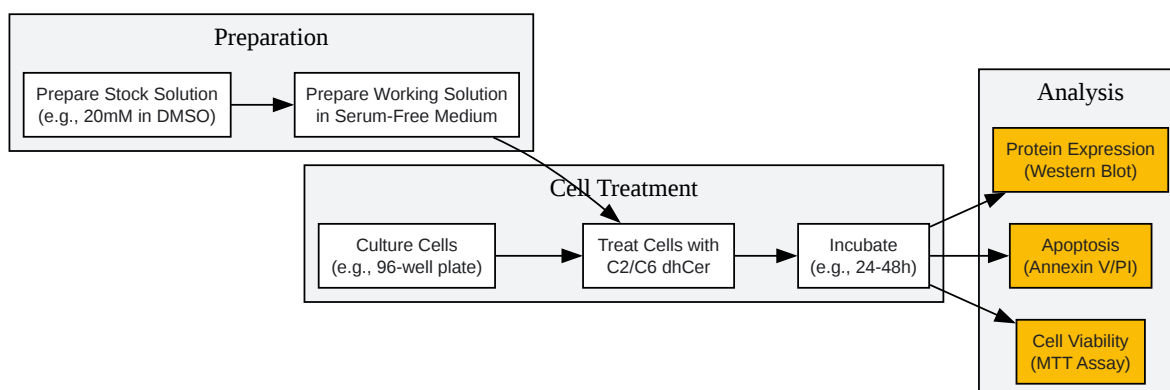 Preparation
Prepare Stock Solution
(e.g., 20mM in DMSO)
Prepare Working Solution
in Serum-Free Medium
Cell Treatment
Culture Cells
(e.g., 96-well plate)
Treat Cells with
C2/C6 dhCer
Incubate
(e.g., 24-48h)
Analysis
Protein Expression
(Western Blot)
Apoptosis
(Annexin V/PI)
Cell Viability
(MTT Assay)